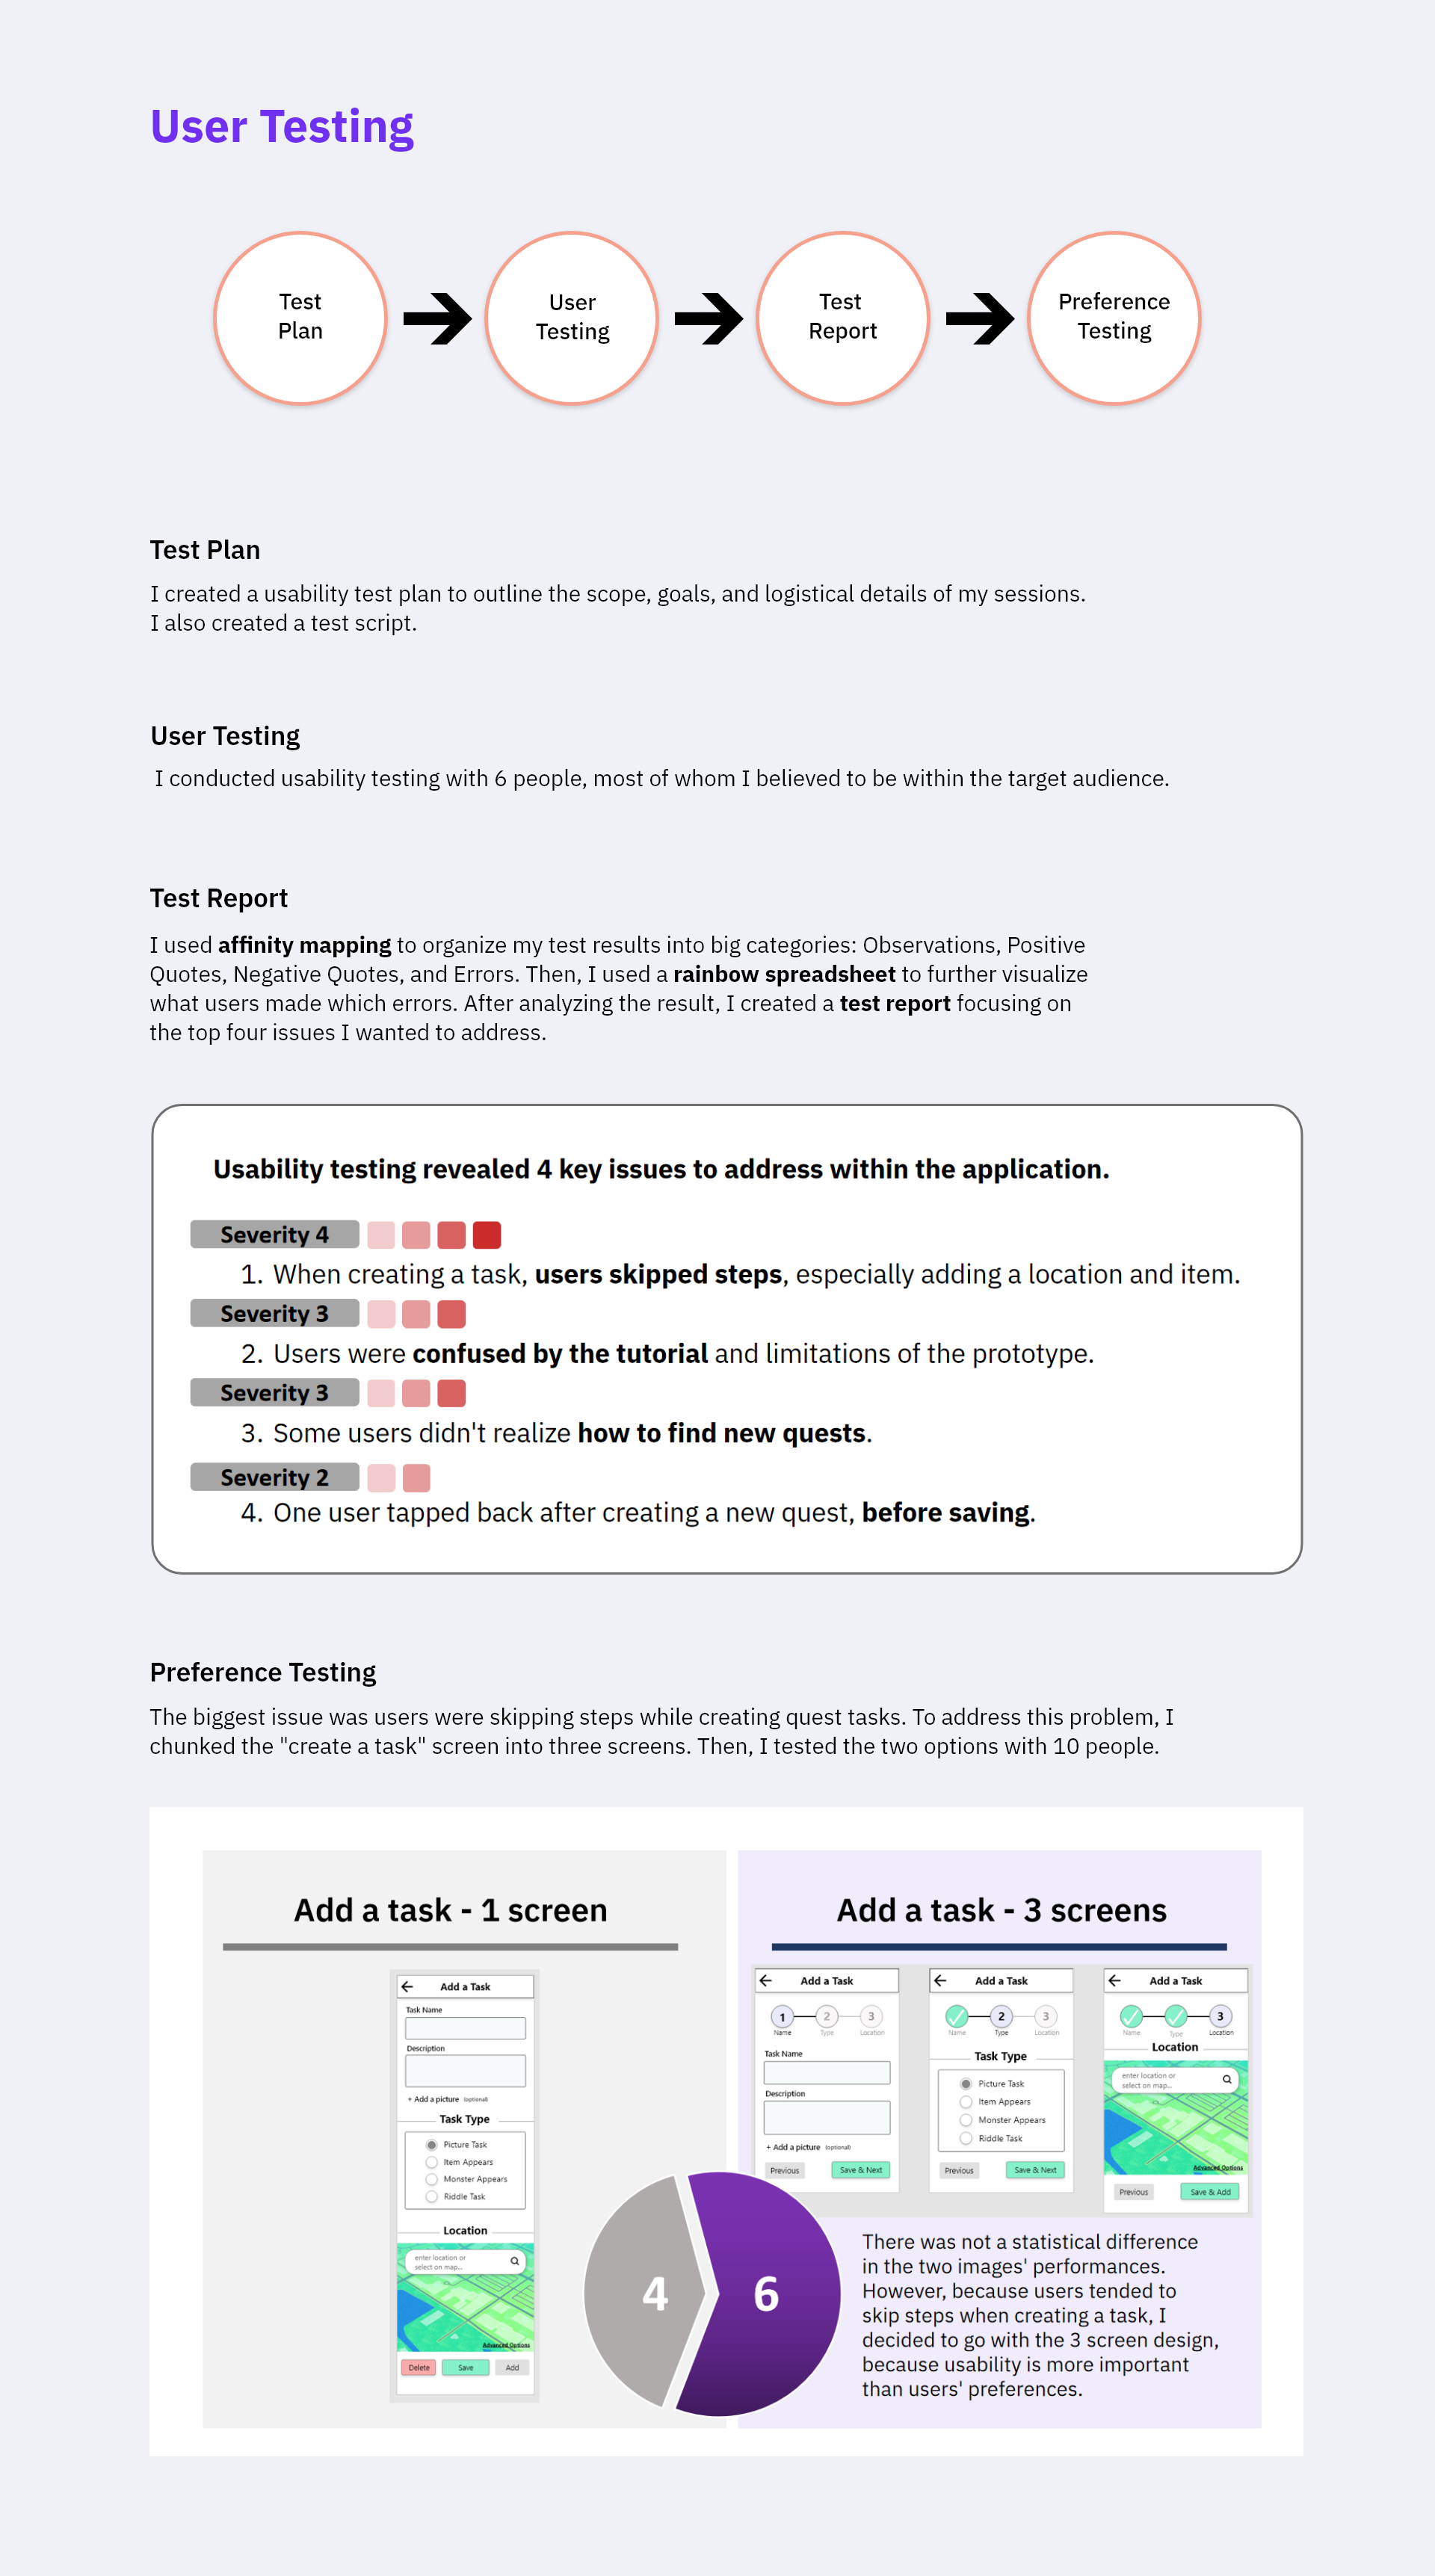 User Testing
Test
Plan
User
Testing
Test
Report
Preference
Testing
Test Plan
I created a usability test plan to outline the scope, goals, and logistical details of my sessions.
I also created a test script.
User Testing
I conducted usability testing with 6 people, most of whom I believed to be within the target audience.
Test Report
I used affinity mapping to organize my test results into big categories: Observations, Positive
Quotes, Negative Quotes, and Errors. Then, I used a rainbow spreadsheet to further visualize
what users made which errors. After analyzing the result, I created a test report focusing on
the top four issues I wanted to address.
Usability testing revealed 4 key issues to address within the application.
Severity 4
1. When creating a task, users skipped steps, especially adding a location and item.
Severity 3
2. Users were confused by the tutorial and limitations of the prototype.
Severity 3
3. Some users didn't realize how to find new quests.
Severity 2
4. One user tapped back after creating a new quest, before saving.
Preference Testing
The biggest issue was users were skipping steps while creating quest tasks. To address this problem, I
chunked the "create a task" screen into three screens. Then, I tested the two options with 10 people.
Add a task - 1 screen
Add a Task
Task Name
Description
+ Add a picture (optional)
Task Type
Picture Task
Item Appears
Monster Appears
Riddle Task
Location
enter location or
select on map...
Advanced Options
Delete Save Add
4
6
Add a task - 3 screens
Add a Task
1 2 3
Name Type Location
Task Name
Description
+ Add a picture (optional)
Previous Save & Next
Add a Task
2 3
Name Type Location
Task Type
Picture Task
Item Appears
Monster Appears
Riddle Task
Previous Save & Next
Add a Task
3
Name Type Location
Location
enter location or
select on map...
Advanced Options
Previous Save & Add
There was not a statistical difference
in the two images' performances.
However, because users tended to
skip steps when creating a task, I
decided to go with the 3 screen design,
because usability is more important
than users' preferences.